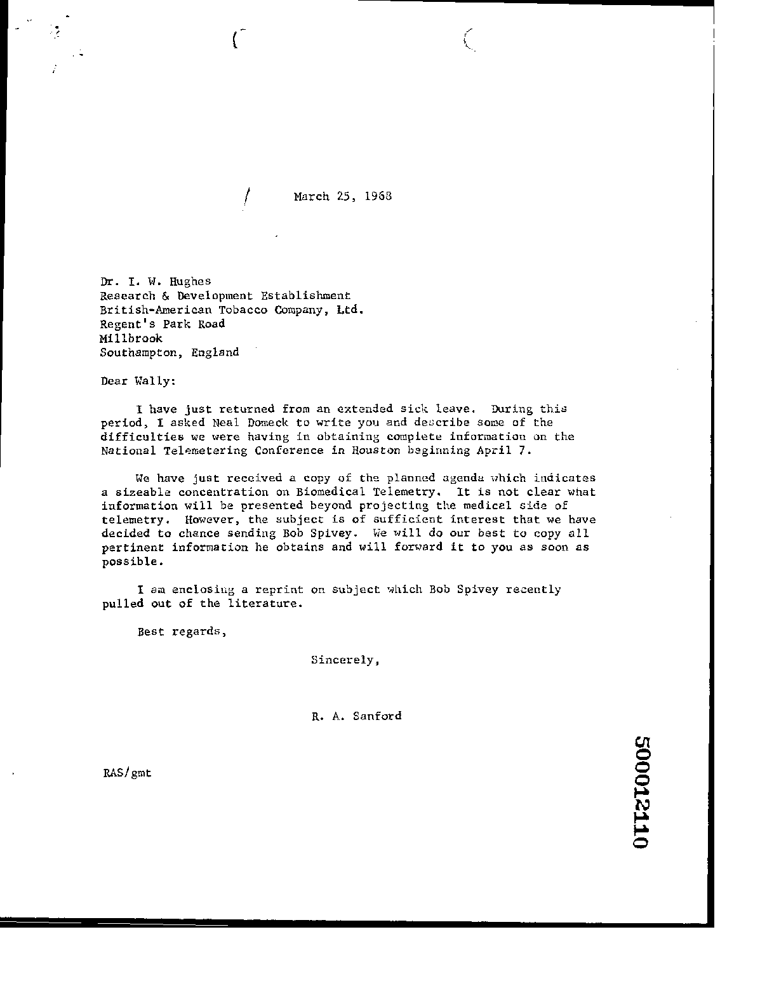 March 25, 1968
Dr. I. W. Hughes
Research & Development Establishment
British-American Tobacco Company, Ltd.
Regent's Park Road
Millbrook
Southampton, England
Dear Wally:
I have just returned from an extended sick leave. During this
period, I asked Neal Domeck to write you and describe some of the
difficulties we were having in obtaining complete information on the
National Telemetering Conference in Houston beginning April 7.
We have just received a copy of the planned agenda which indicates
a sizeable concentration on Biomedical Telemetry. It is not clear what
information will be presented beyond projecting the medical side of
telemetry. However, the subject is of sufficient interest that we have
decided to chance sending Bob Spivey. We will do our best to copy all
pertinent information he obtains and will forward it to you as soon as
possible.
I am enclosing a reprint on subject which Bob Spivey recently
pulled out of the literature.
Best regards,
Sincerely,
R. A. Sanford
RAS/gmt
500012110